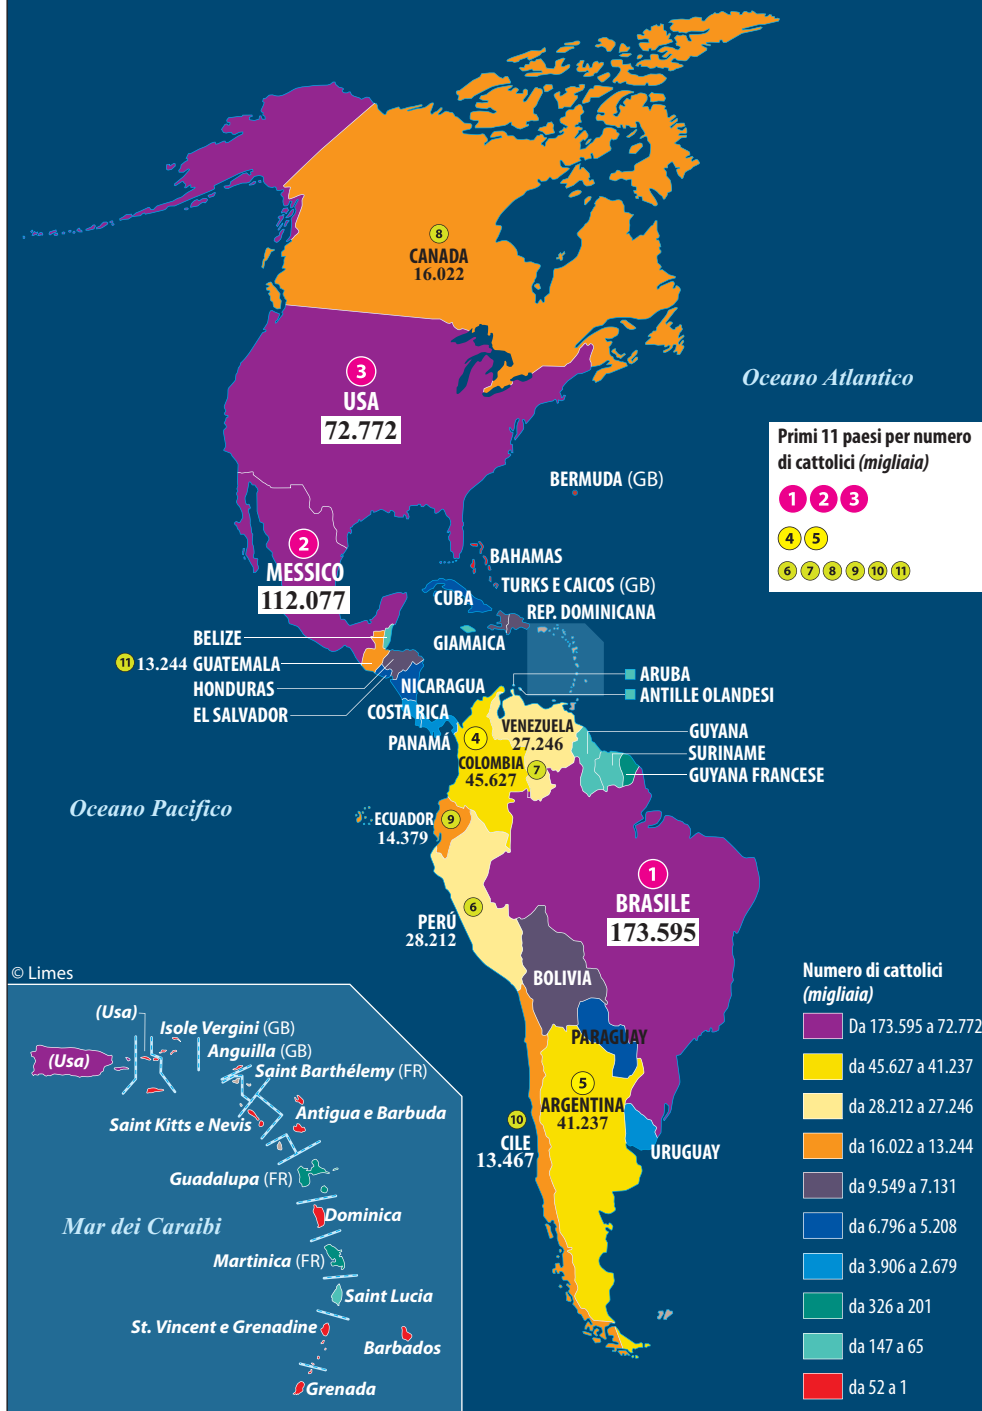 8
CANADA
16.022
3
USA
72.772
Oceano Atlantico
Primi 11 paesi per numero
di cattolici (migliaia)
1 2 3
4 5
6 7 8 9 10 11
BERMUDA (GB)
2
MESSICO
112.077
BAHAMAS
TURKS E CAICOS (GB)
CUBA
REP. DOMINICANA
GIAMAICA
BELIZE
11 13.244 GUATEMALA
HONDURAS
EL SALVADOR
NICARAGUA
COSTA RICA
PANAMÁ
ARUBA
ANTILLE OLANDESI
VENEZUELA
27.246
7
4
COLOMBIA
45.627
GUYANA
SURINAME
GUYANA FRANCESE
Oceano Pacifico
ECUADOR
14.379
9
6
PERÚ
28.212
1
BRASILE
173.595
BOLIVIA
PARAGUAY
5
ARGENTINA
41.237
10
CILE
13.467
URUGUAY
© Limes
(Usa)
(Usa)
Isole Vergini (GB)
Anguilla (GB)
Saint Barthélemy (FR)
Saint Kitts e Nevis
Antigua e Barbuda
Guadalupa (FR)
Dominica
Mar dei Caraibi
Martinica (FR)
Saint Lucia
St. Vincent e Grenadine
Barbados
Grenada
Numero di cattolici
(migliaia)
Da 173.595 a 72.772
da 45.627 a 41.237
da 28.212 a 27.246
da 16.022 a 13.244
da 9.549 a 7.131
da 6.796 a 5.208
da 3.906 a 2.679
da 326 a 201
da 147 a 65
da 52 a 1